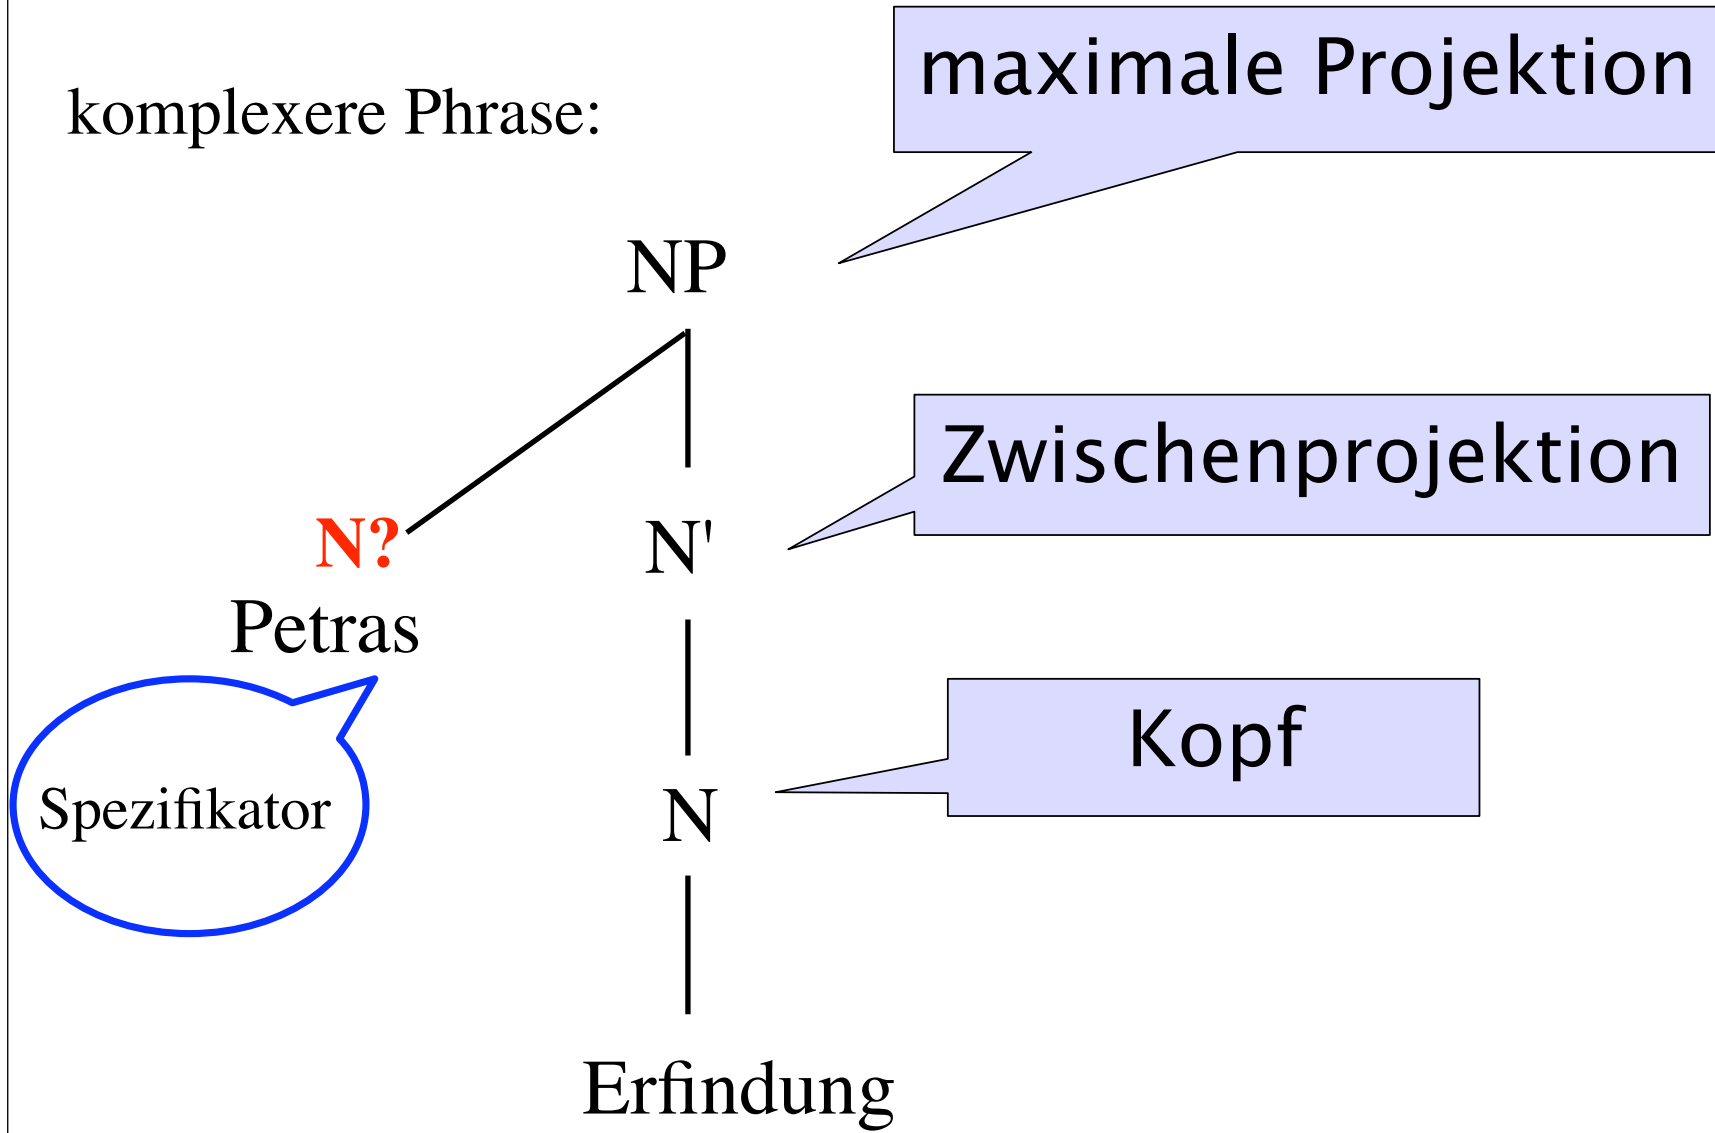 maximale Projektion
komplexere Phrase:
NP
Zwischenprojektion
N?
N'
Petras
Kopf
Spezifikator
N
Erfindung